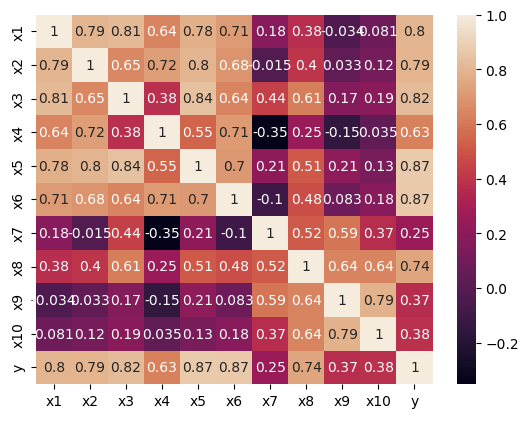 x1 1 0.79 0.81 0.64 0.78 0.71 0.18 0.38 -0.034 0.081 0.8
x2 0.79 1 0.65 0.72 0.8 0.68 -0.015 0.4 0.033 0.12 0.79
x3 0.81 0.65 1 0.38 0.84 0.64 0.44 0.61 0.17 0.19 0.82
x4 0.64 0.72 0.38 1 0.55 0.71 -0.35 0.25 -0.15 0.035 0.63
x5 0.78 0.8 0.84 0.55 1 0.7 0.21 0.51 0.21 0.13 0.87
x6 0.71 0.68 0.64 0.71 0.7 1 -0.1 0.48 0.083 0.18 0.87
x7 0.18 -0.015 0.44 -0.35 0.21 -0.1 1 0.52 0.59 0.37 0.25
x8 0.38 0.4 0.61 0.25 0.51 0.48 0.52 1 0.64 0.64 0.74
x9 -0.034 0.033 0.17 -0.15 0.21 0.083 0.59 0.64 1 0.79 0.37
x10 0.081 0.12 0.19 0.035 0.13 0.18 0.37 0.64 0.79 1 0.38
y 0.8 0.79 0.82 0.63 0.87 0.87 0.25 0.74 0.37 0.38 1
x1 x2 x3 x4 x5 x6 x7 x8 x9 x10 y
1.0
0.8
0.6
0.4
0.2
0.0
−0.2